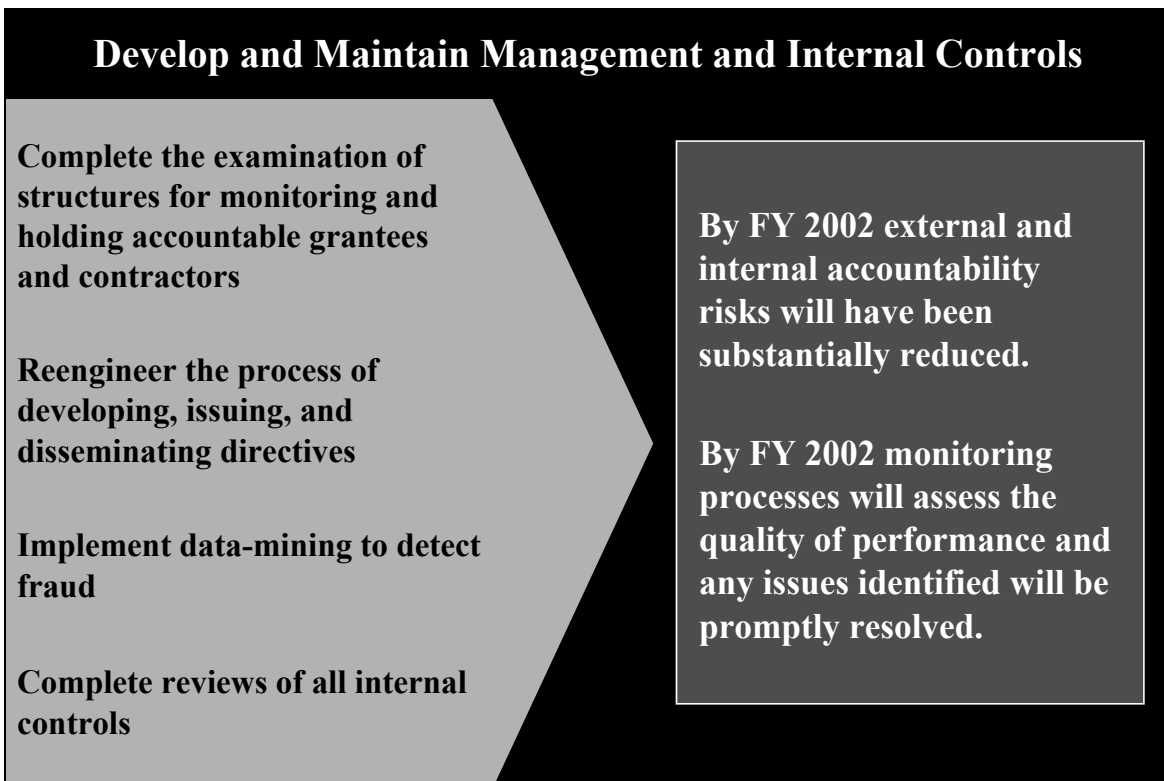 Develop and Maintain Management and Internal Controls
Complete the examination of
structures for monitoring and
holding accountable grantees
and contractors
Reengineer the process of
developing, issuing, and
disseminating directives
Implement data-mining to detect
fraud
Complete reviews of all internal
controls
By FY 2002 external and
internal accountability
risks will have been
substantially reduced.
By FY 2002 monitoring
processes will assess the
quality of performance and
any issues identified will be
promptly resolved.